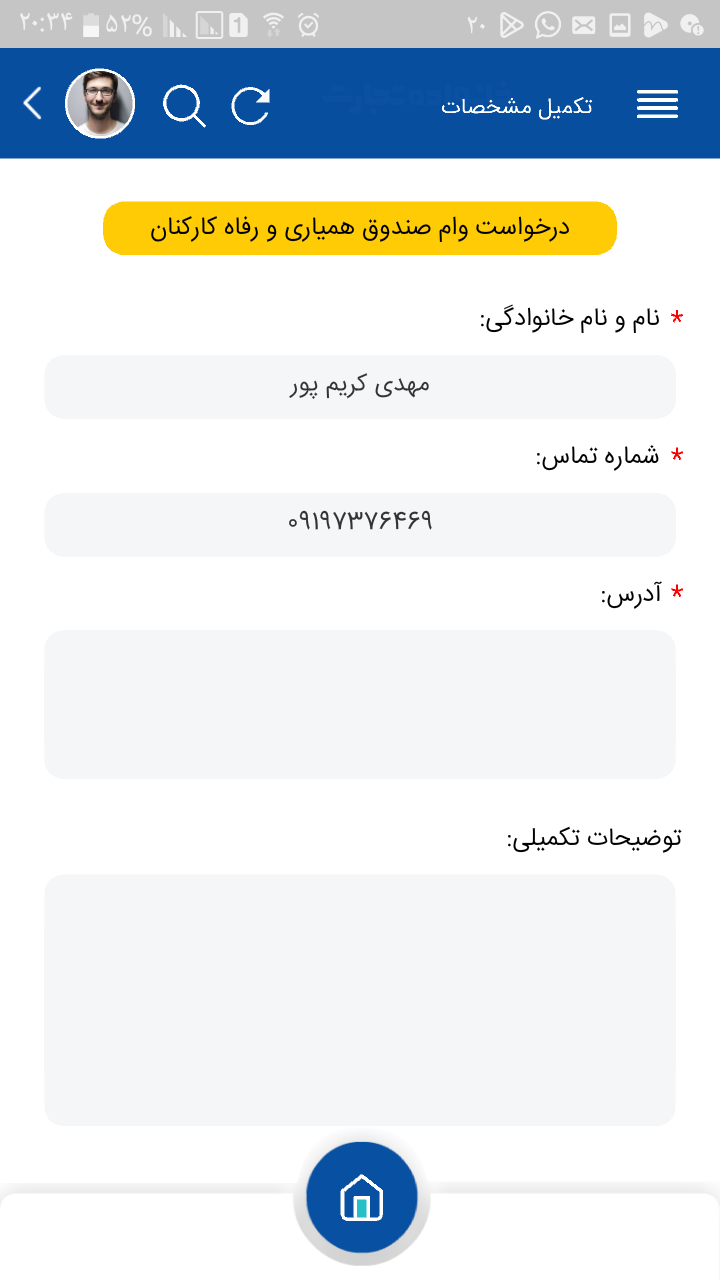 ۲۰:۳۴ ۵۲% 1 ۲۰
تکمیل مشخصات
درخواست وام صندوق همیاری و رفاه کارکنان
* نام و نام خانوادگی:
مهدی کریم پور
* شماره تماس:
۰۹۱۹۷۳۷۶۴۶۹
* آدرس:
توضیحات تکمیلی: